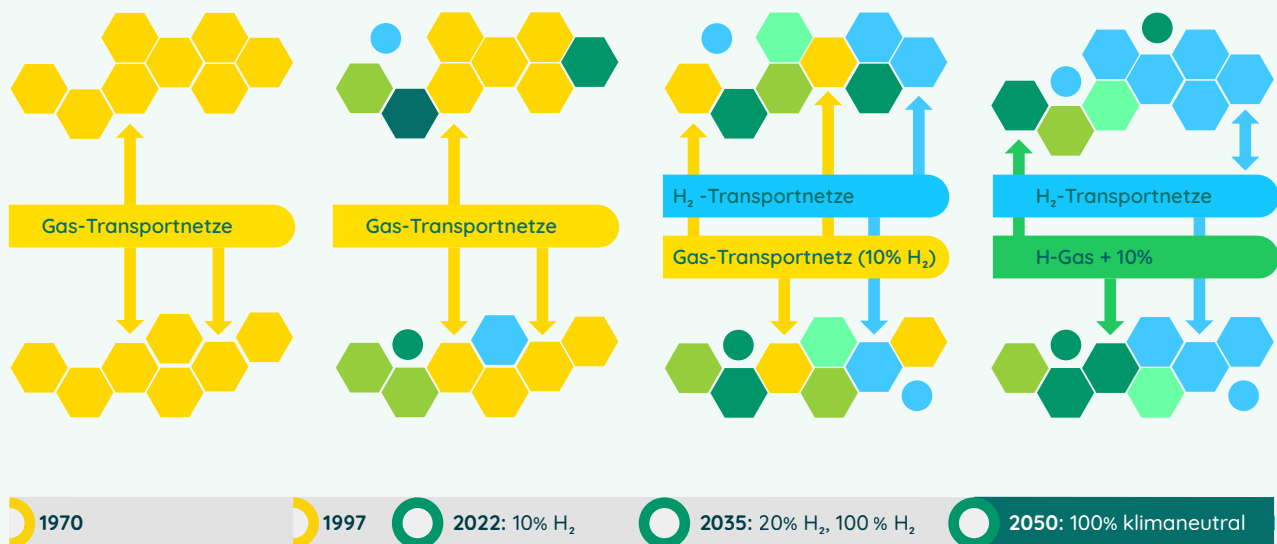 Gas-Transportnetze
Gas-Transportnetze
H₂ -Transportnetze
Gas-Transportnetz (10% H₂)
H₂-Transportnetze
H-Gas + 10%
1970
1997
2022: 10% H₂
2035: 20% H₂, 100 % H₂
2050: 100% klimaneutral